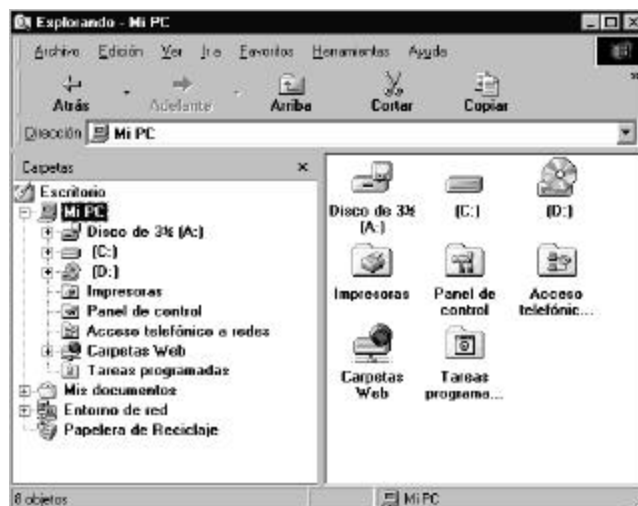 Explorando - Mi PC
Archivo Edición Ver Ir a Favoritos Herramientas Ayuda
Atrás Adelante Arriba Cortar Copiar »
Dirección Mi PC
Carpetas ×
Escritorio
Mi PC
Disco de 3½ (A:)
(C:)
(D:)
Impresoras
Panel de control
Acceso telefónico a redes
Carpetas Web
Tareas programadas
Mis documentos
Entorno de red
Papelera de Reciclaje
Disco de 3½ (A:)
(C:)
(D:)
Impresoras
Panel de control
Acceso telefónic...
Carpetas Web
Tareas programa...
8 objetos
Mi PC